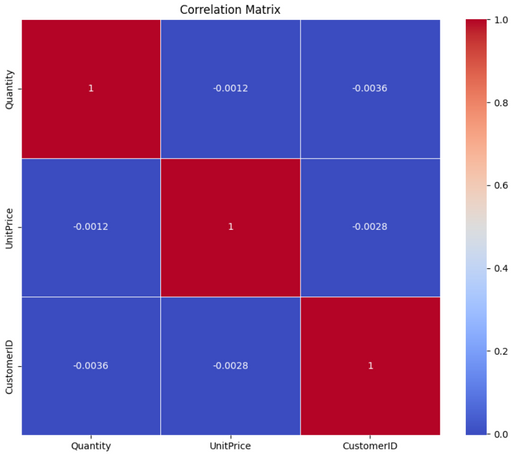 Correlation Matrix
Quantity
1
-0.0012
-0.0036
UnitPrice
-0.0012
1
-0.0028
CustomerID
-0.0036
-0.0028
1
Quantity
UnitPrice
CustomerID
1.0
0.8
0.6
0.4
0.2
0.0